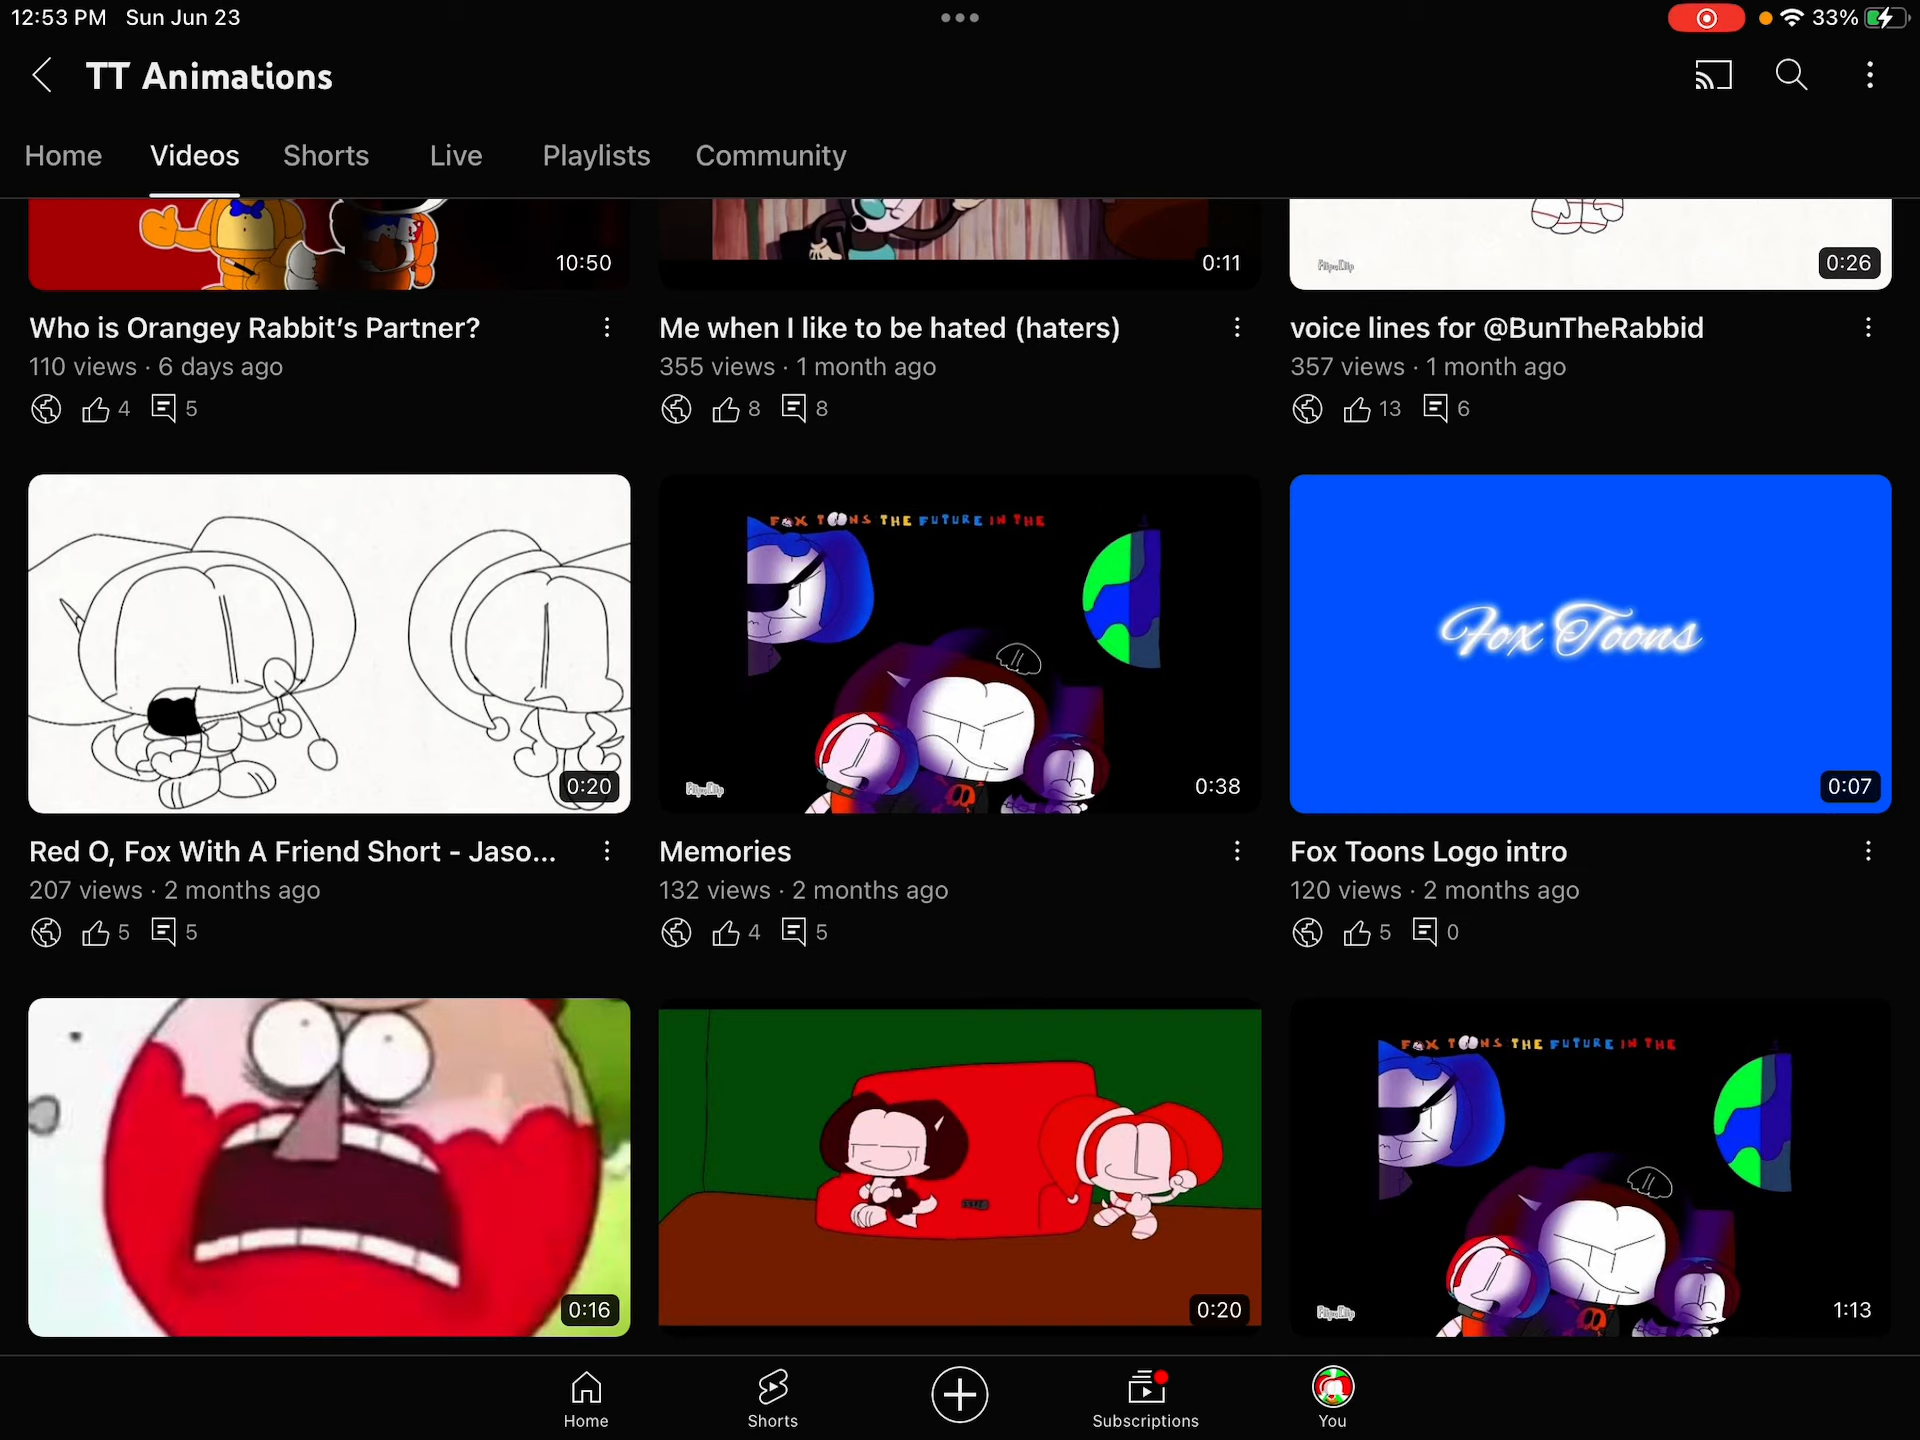 12:53 PM Sun Jun 23
33%
TT Animations
Home Videos Shorts Live Playlists Community
10:50
0:11
FlipaClip
0:26
Who is Orangey Rabbit's Partner?
110 views · 6 days ago
4 5
Me when I like to be hated (haters)
355 views · 1 month ago
8 8
voice lines for @BunTheRabbid
357 views · 1 month ago
13 6
0:20
FOX TOONS THE FUTURE IN THE
FlipaClip
0:38
Fox Toons
0:07
Red O, Fox With A Friend Short - Jaso...
207 views · 2 months ago
5 5
Memories
132 views · 2 months ago
4 5
Fox Toons Logo intro
120 views · 2 months ago
5 0
0:16
0:20
FOX TOONS THE FUTURE IN THE
FlipaClip
1:13
Home
Shorts
Subscriptions
You